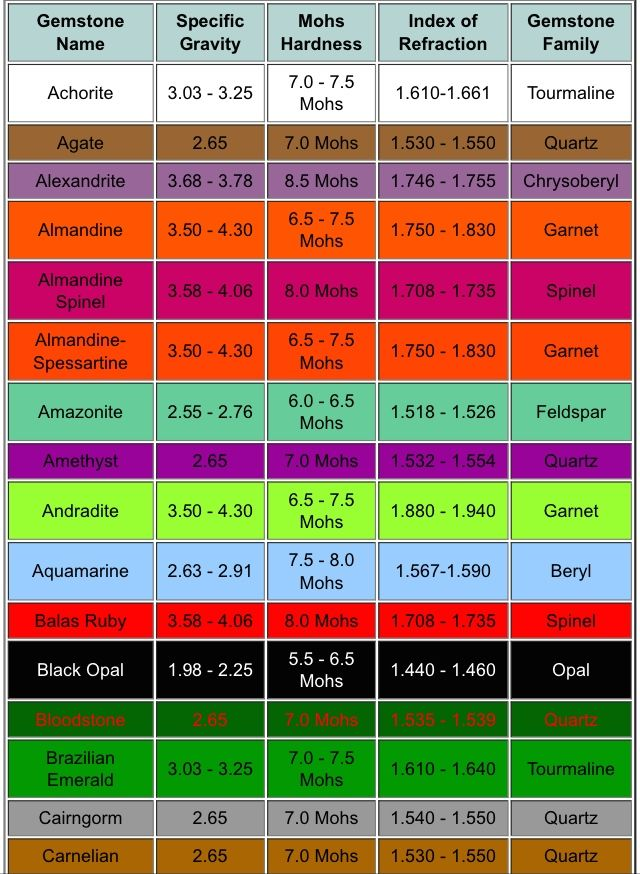 Gemstone Name Specific Gravity Mohs Hardness Index of Refraction Gemstone Family
Achorite 3.03 - 3.25 7.0 - 7.5 Mohs 1.610-1.661 Tourmaline
Agate 2.65 7.0 Mohs 1.530 - 1.550 Quartz
Alexandrite 3.68 - 3.78 8.5 Mohs 1.746 - 1.755 Chrysoberyl
Almandine 3.50 - 4.30 6.5 - 7.5 Mohs 1.750 - 1.830 Garnet
Almandine Spinel 3.58 - 4.06 8.0 Mohs 1.708 - 1.735 Spinel
Almandine-Spessartine 3.50 - 4.30 6.5 - 7.5 Mohs 1.750 - 1.830 Garnet
Amazonite 2.55 - 2.76 6.0 - 6.5 Mohs 1.518 - 1.526 Feldspar
Amethyst 2.65 7.0 Mohs 1.532 - 1.554 Quartz
Andradite 3.50 - 4.30 6.5 - 7.5 Mohs 1.880 - 1.940 Garnet
Aquamarine 2.63 - 2.91 7.5 - 8.0 Mohs 1.567-1.590 Beryl
Balas Ruby 3.58 - 4.06 8.0 Mohs 1.708 - 1.735 Spinel
Black Opal 1.98 - 2.25 5.5 - 6.5 Mohs 1.440 - 1.460 Opal
Bloodstone 2.65 7.0 Mohs 1.535 - 1.539 Quartz
Brazilian Emerald 3.03 - 3.25 7.0 - 7.5 Mohs 1.610 - 1.640 Tourmaline
Cairngorm 2.65 7.0 Mohs 1.540 - 1.550 Quartz
Carnelian 2.65 7.0 Mohs 1.530 - 1.550 Quartz